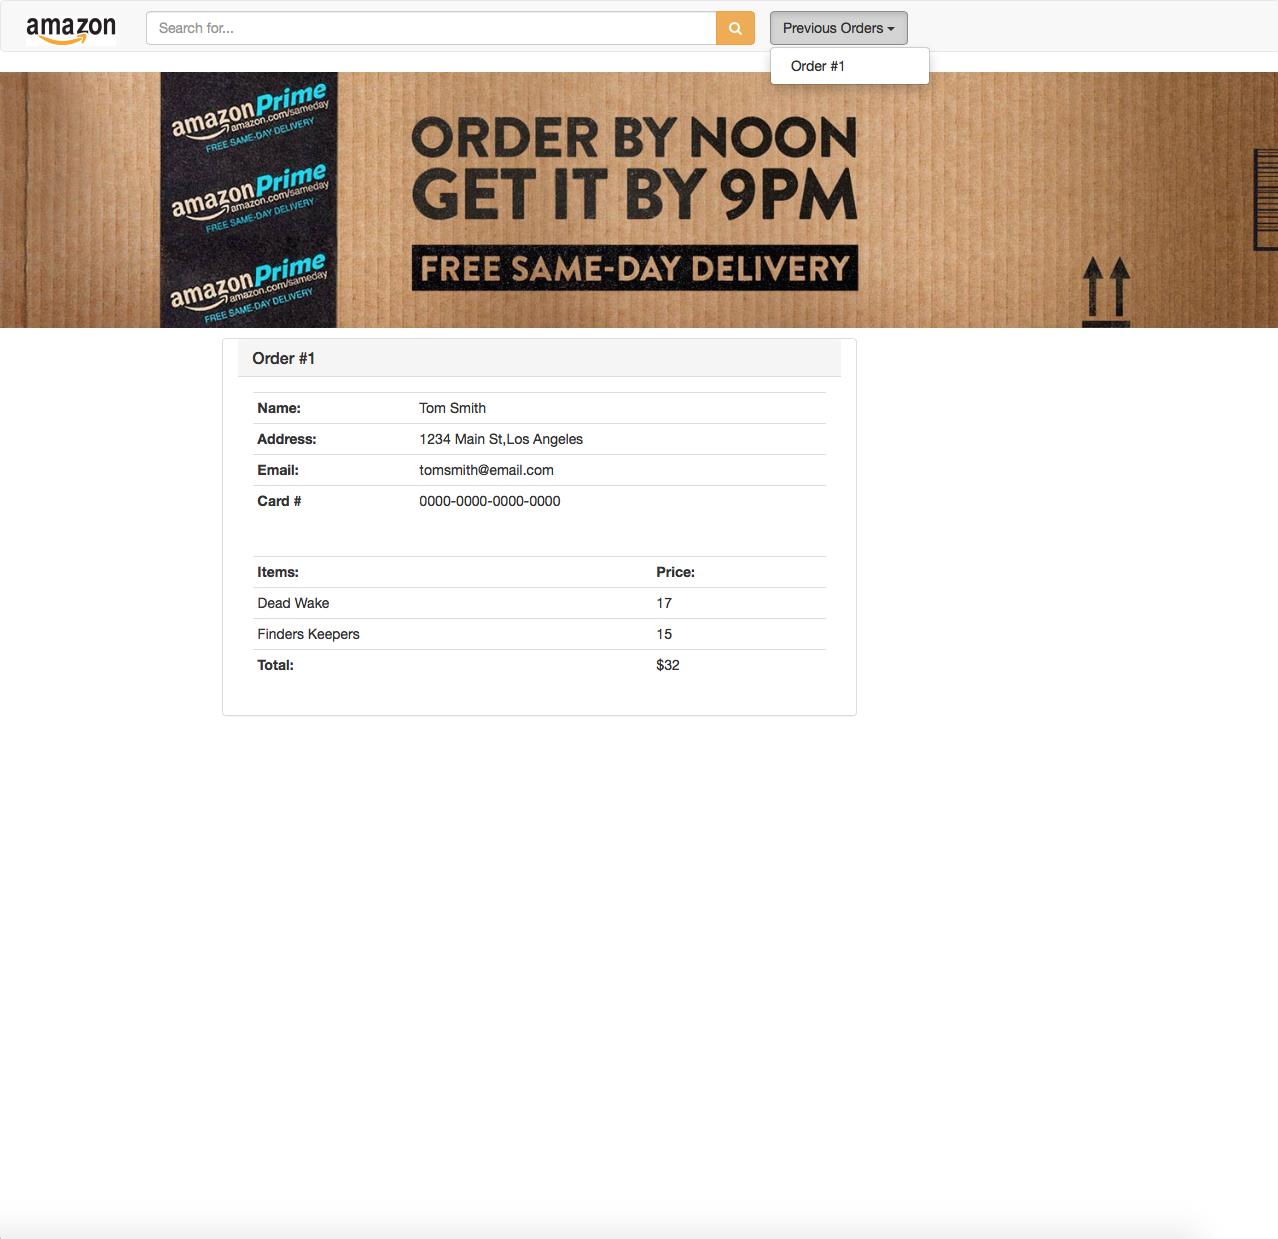 amazon
Search for...
Previous Orders
Order #1
amazonPrime
amazon.com/sameday
FREE SAME-DAY DELIVERY
amazonPrime
amazon.com/sameday
FREE SAME-DAY DELIVERY
amazonPrime
amazon.com/sameday
FREE SAME-DAY DELIVERY
ORDER BY NOON
GET IT BY 9PM
FREE SAME-DAY DELIVERY
Order #1
Name: Tom Smith
Address: 1234 Main St,Los Angeles
Email: tomsmith@email.com
Card # 0000-0000-0000-0000
Items: Price:
Dead Wake 17
Finders Keepers 15
Total: $32